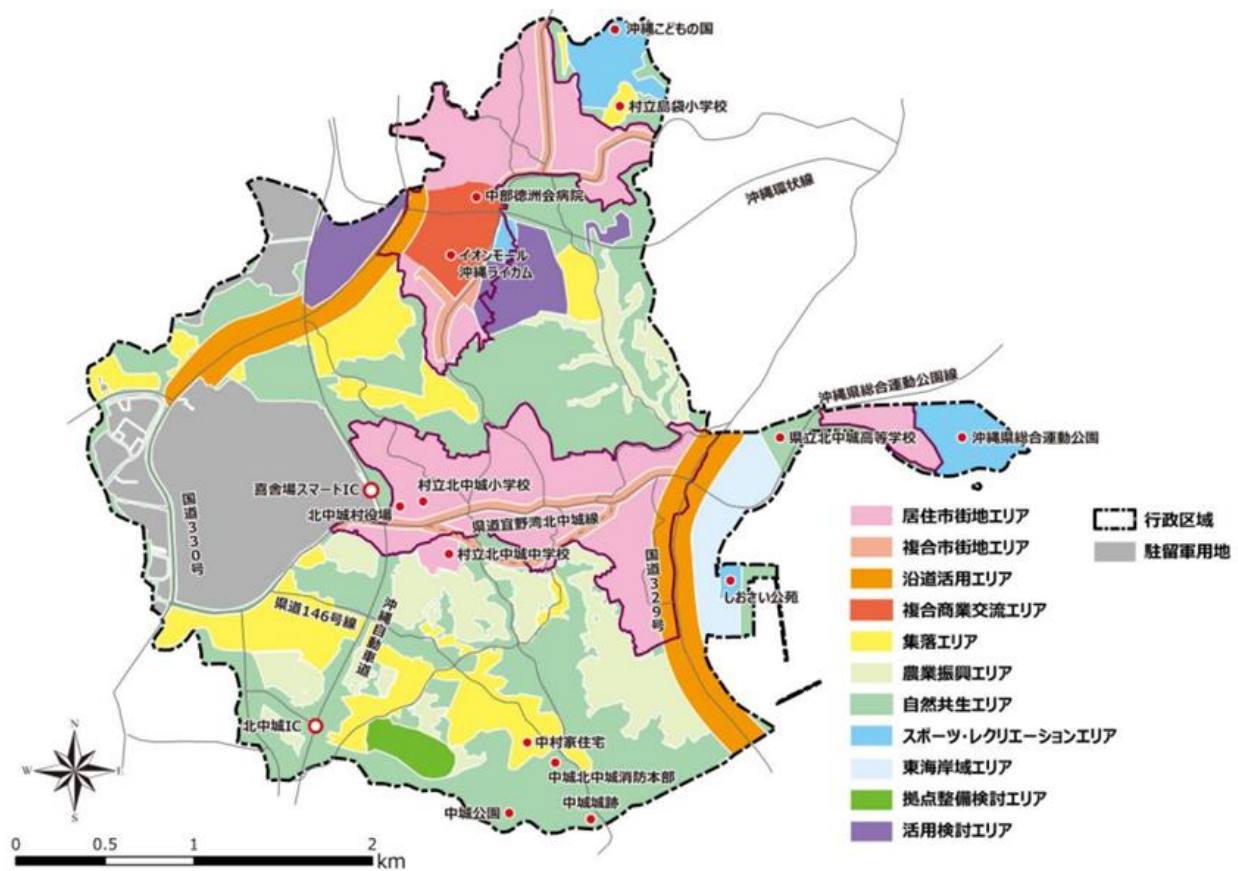 沖縄こどもの国
村立島袋小学校
沖縄環状線
中部徳洲会病院
イオンモール
沖縄ライカム
沖縄県総合運動公園線
県立北中城高等学校
沖縄県総合運動公園
喜舎場スマートIC
村立北中城小学校
北中城村役場
県道宜野湾北中城線
国道330号
村立北中城中学校
国道329号
しおさい公苑
県道146号線
沖縄自動車道
北中城IC
中村家住宅
中城北中城消防本部
中城公園
中城城跡
居住市街地エリア
複合市街地エリア
沿道活用エリア
複合商業交流エリア
集落エリア
農業振興エリア
自然共生エリア
スポーツ・レクリエーションエリア
東海岸域エリア
拠点整備検討エリア
活用検討エリア
行政区域
駐留軍用地
N
W
E
S
0 0.5 1 2
km